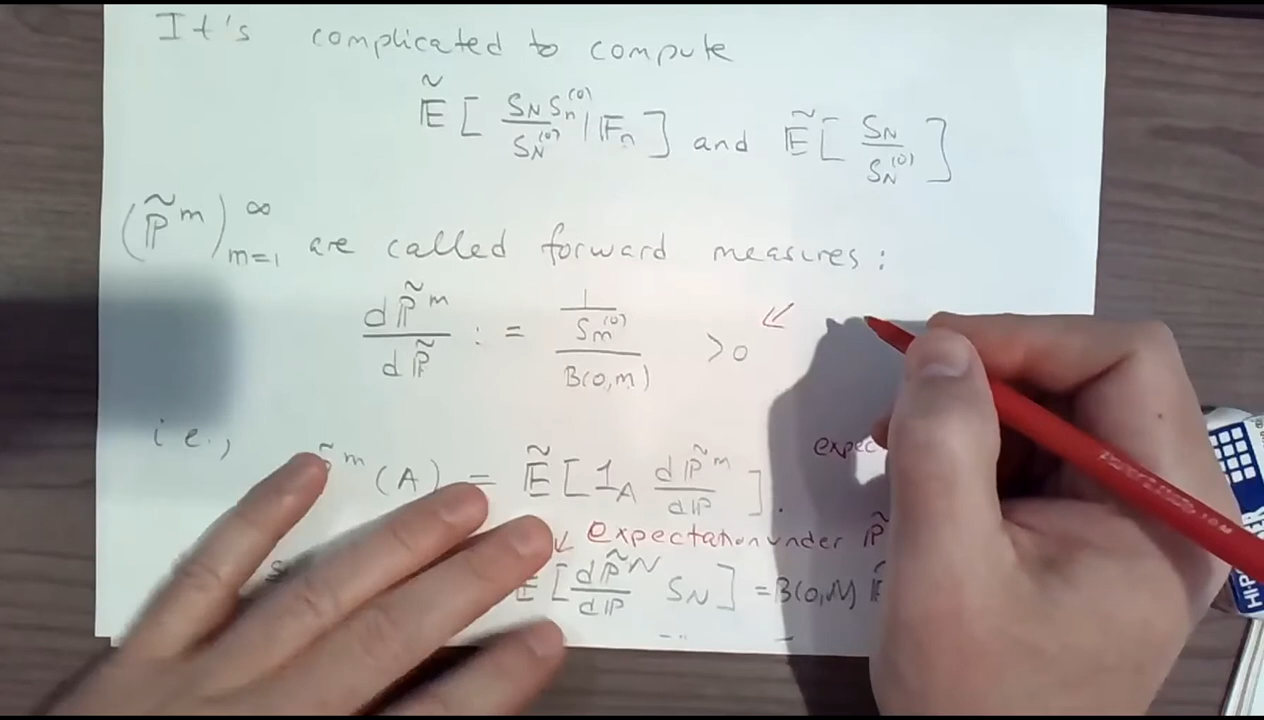 It's complicated to compute
Ẽ [ S_N S_n^(0) / S_N^(0) | 𝔽_n ] and Ẽ [ S_N / S_N^(0) ]
(P̃^m)_{m=1}^∞ are called forward measures :
dP̃^m / dP̃ := (1 / S_m^(0)) / B(0,m) > 0 ↙
i.e.,
^m (A) = Ẽ [ 1_A dP̃^m / dP ] .
↙ expectation under P̃
E [ dP̃^N / dP S_N ] = B(0,N)